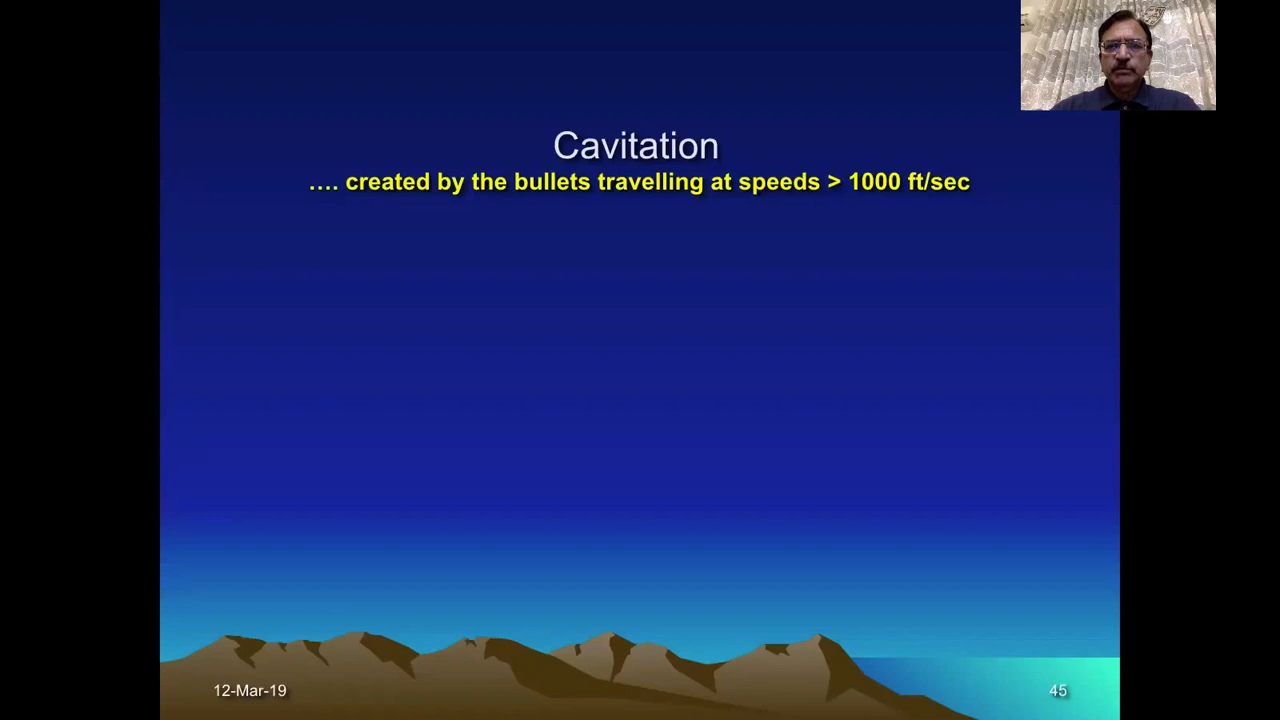 Cavitation
…. created by the bullets travelling at speeds > 1000 ft/sec
12-Mar-19
45